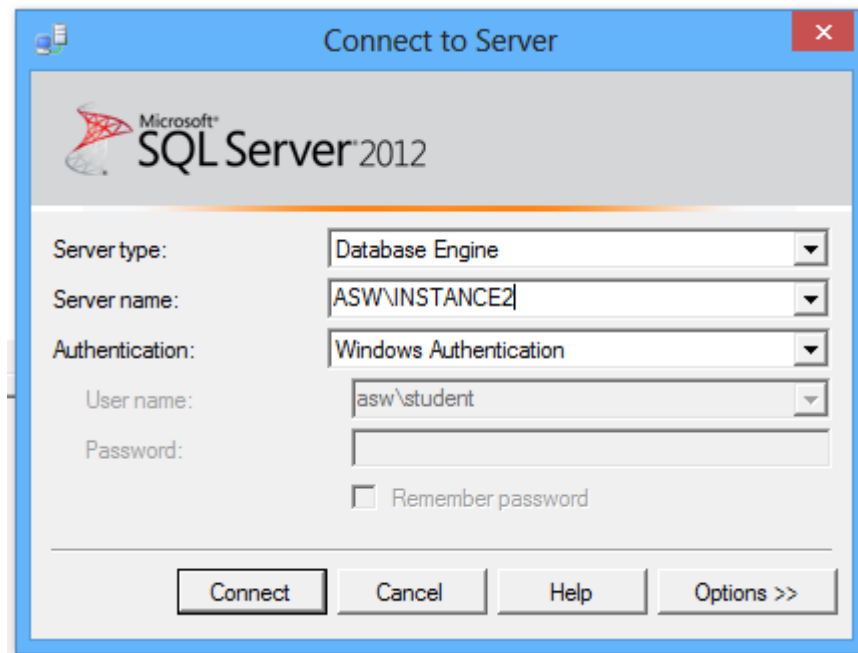 Connect to Server
Microsoft®
SQL Server® 2012
Server type: Database Engine
Server name: ASW\INSTANCE2
Authentication: Windows Authentication
User name: asw\student
Password:
Remember password
Connect Cancel Help Options >>